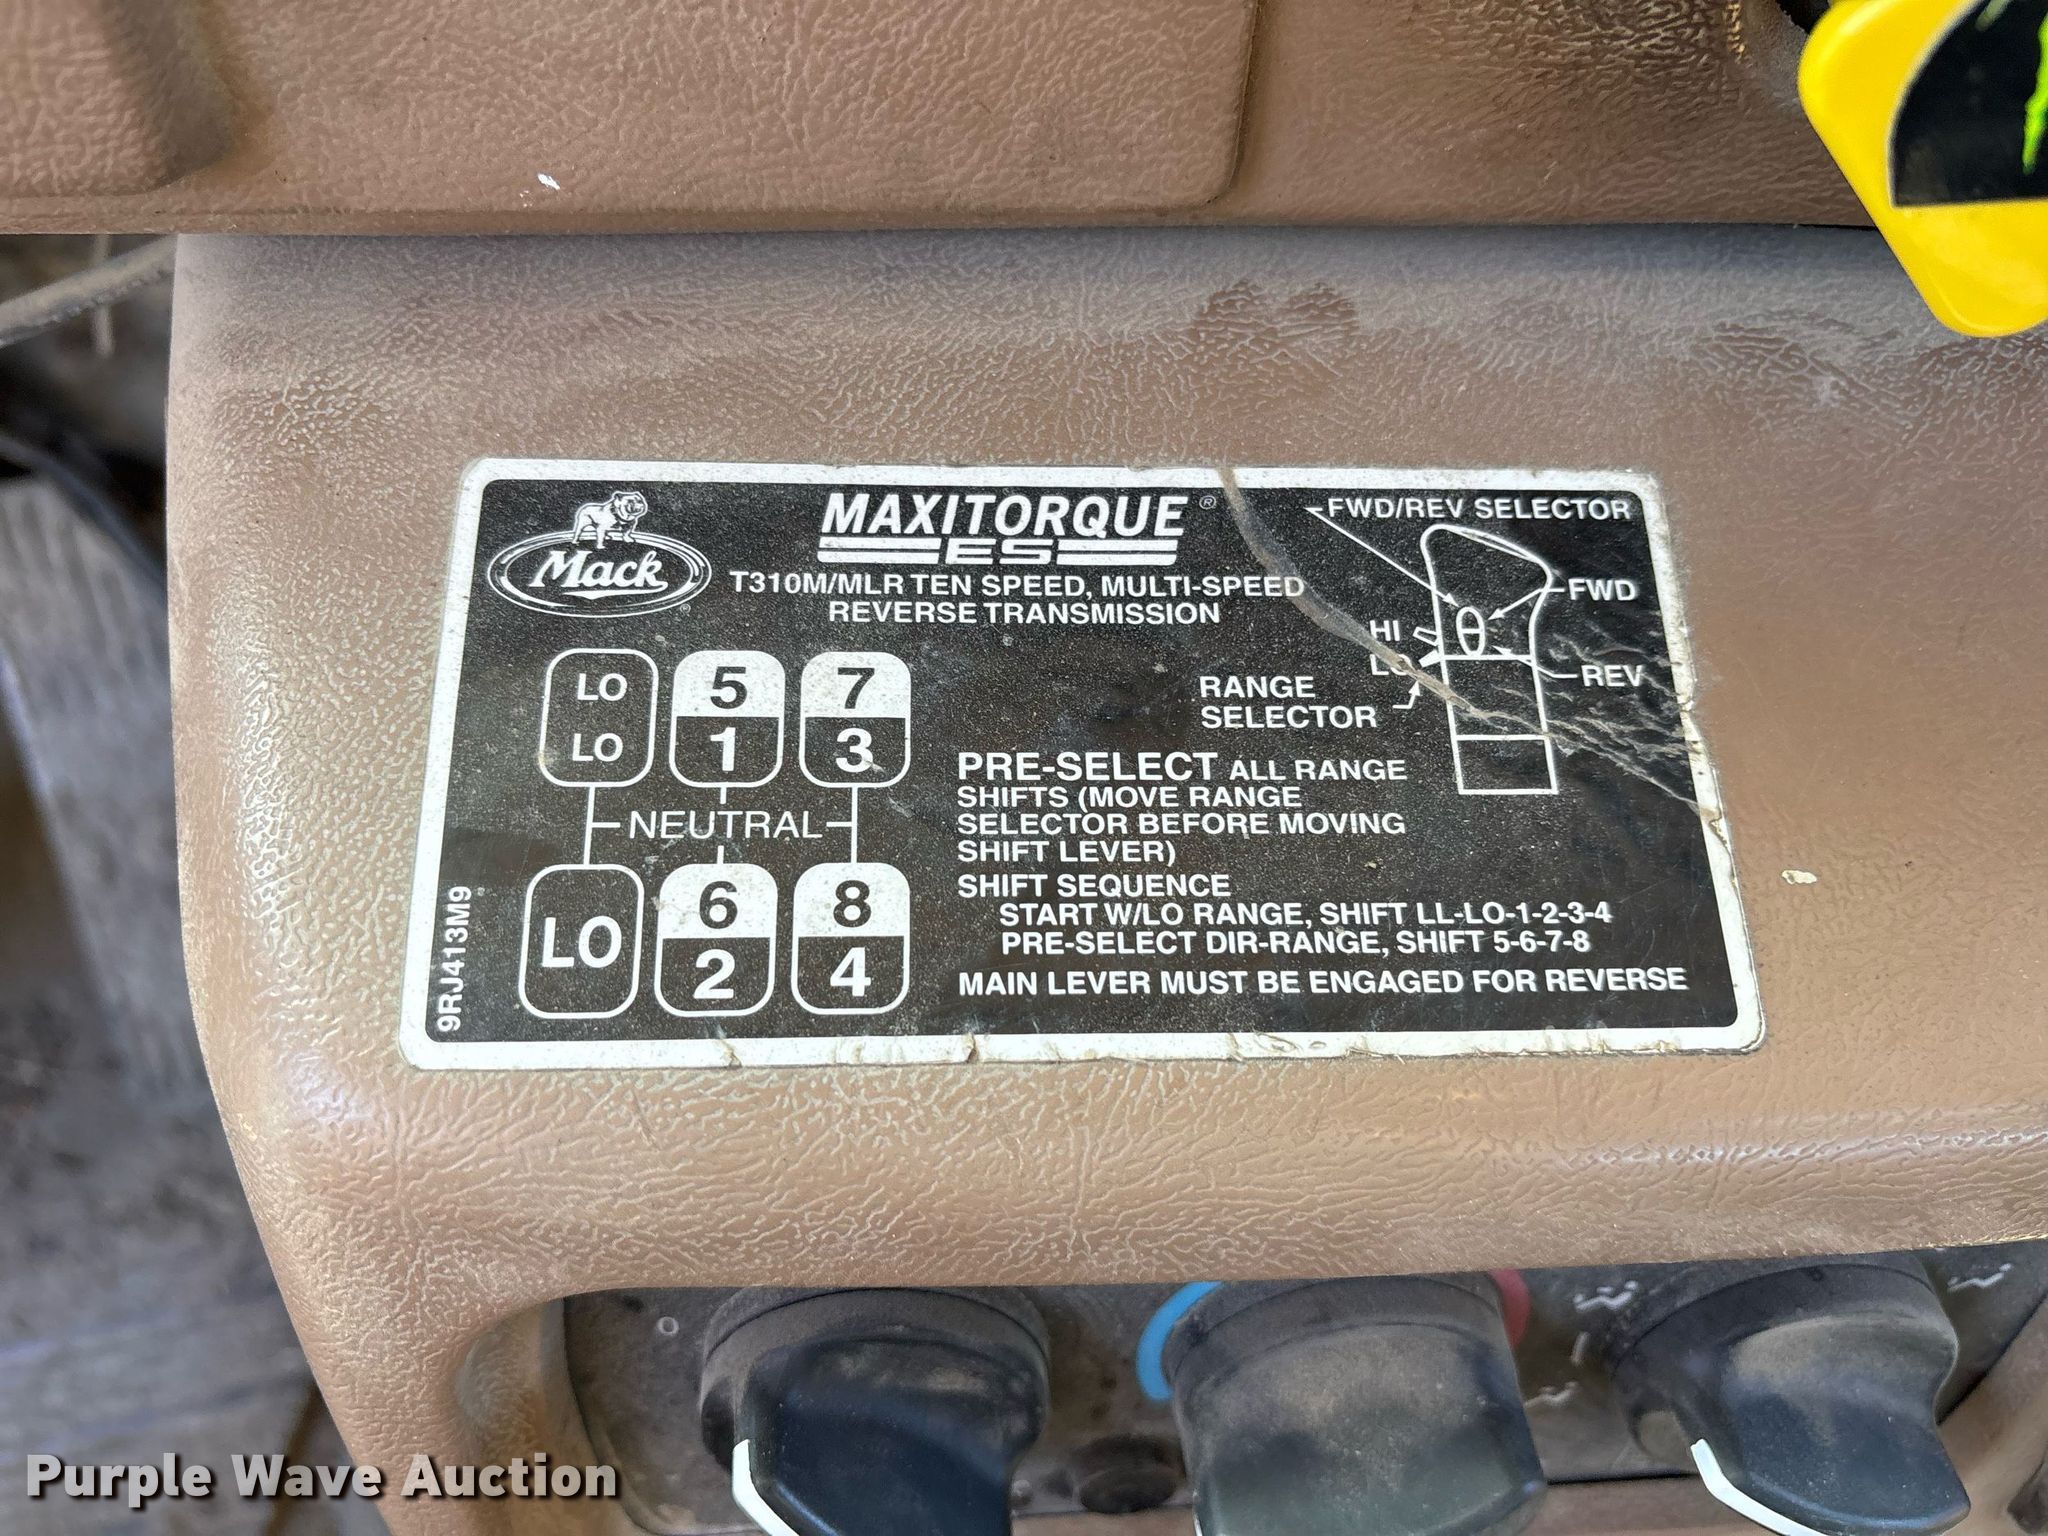 Mack
MAXITORQUE®
ES
T310M/MLR TEN SPEED, MULTI-SPEED
REVERSE TRANSMISSION
FWD/REV SELECTOR
FWD
HI
LO
REV
RANGE
SELECTOR
LO 5 7
LO 1 3
NEUTRAL
6 8
LO
2 4
PRE-SELECT ALL RANGE
SHIFTS (MOVE RANGE
SELECTOR BEFORE MOVING
SHIFT LEVER)
SHIFT SEQUENCE
START W/LO RANGE, SHIFT LL-LO-1-2-3-4
PRE-SELECT DIR-RANGE, SHIFT 5-6-7-8
MAIN LEVER MUST BE ENGAGED FOR REVERSE
9RJ413M9
Purple Wave Auction